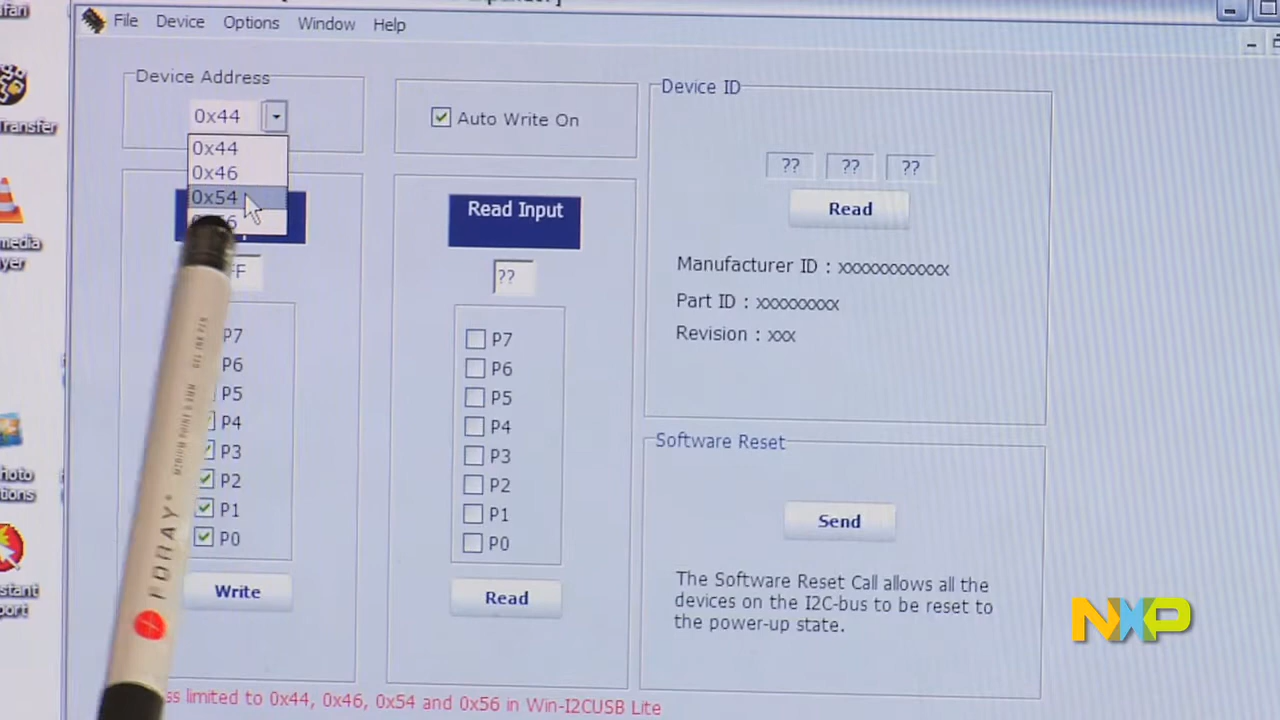 File Device Options Window Help
Device Address
0x44
0x44
0x46
0x54
Auto Write On
Read Input
??
P7
P6
P5
P4
P3
P2
P1
P0
Write
P7
P6
P5
P4
P3
P2
P1
P0
Read
Device ID
?? ?? ??
Read
Manufacturer ID : xxxxxxxxxxx
Part ID : xxxxxxxxx
Revision : xxx
Software Reset
Send
The Software Reset Call allows all the
devices on the I2C-bus to be reset to
the power-up state.
limited to 0x44, 0x46, 0x54 and 0x56 in Win-I2CUSB Lite
FORAY
NXP